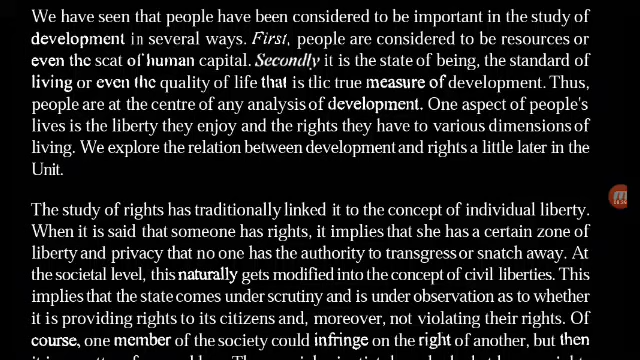 We have seen that people have been considered to be important in the study of
development in several ways. First, people are considered to be resources or
even the scat of human capital. Secondly it is the state of being, the standard of
living or even the quality of life that is tlic true measure of development. Thus,
people are at the centre of any analysis of development. One aspect of people's
lives is the liberty they enjoy and the rights they have to various dimensions of
living. We explore the relation between development and rights a little later in the
Unit.
The study of rights has traditionally linked it to the concept of individual liberty.
When it is said that someone has rights, it implies that she has a certain zone of
liberty and privacy that no one has the authority to transgress or snatch away. At
the societal level, this naturally gets modified into the concept of civil liberties. This
implies that the state comes under scrutiny and is under observation as to whether
it is providing rights to its citizens and, moreover, not violating their rights. Of
course, one member of the society could infringe on the right of another, but then